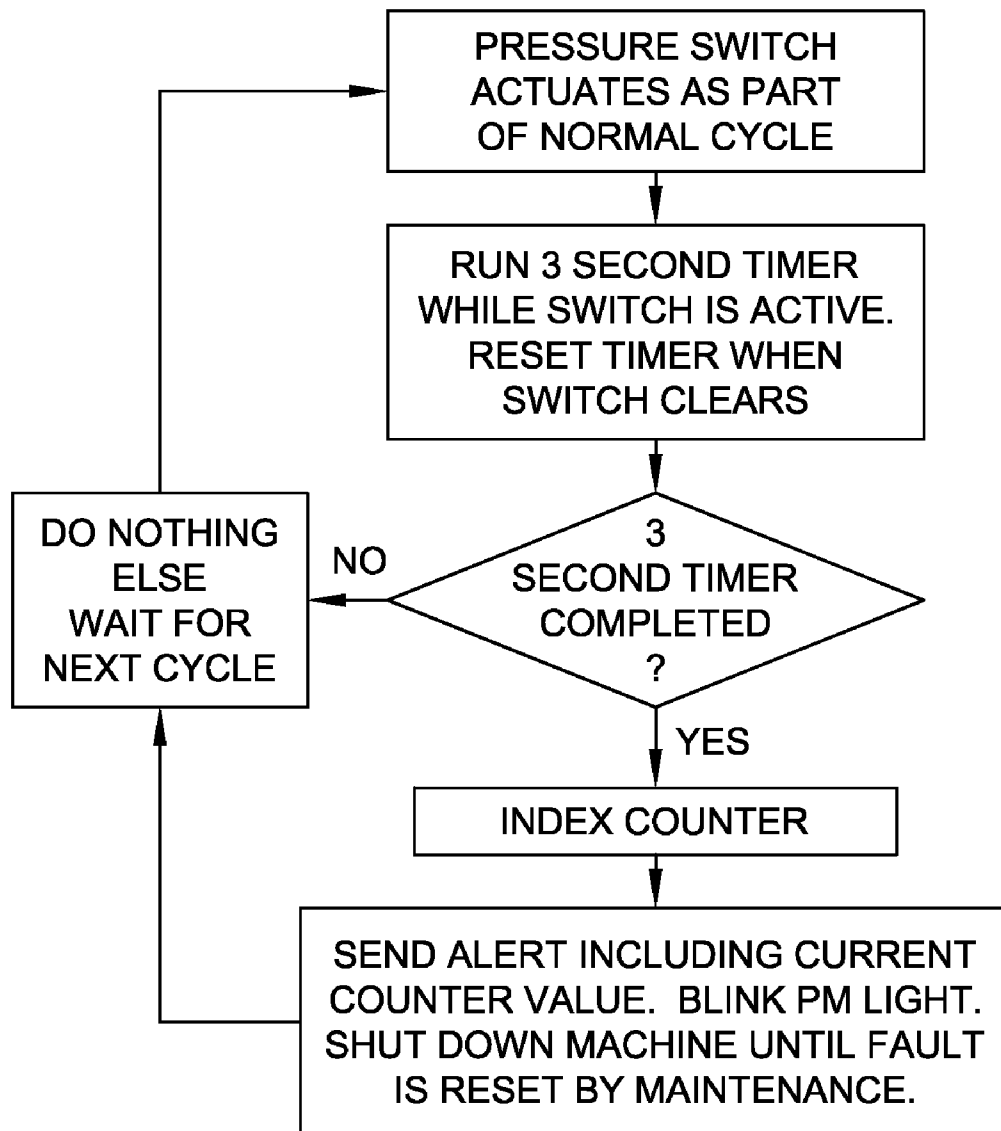 PRESSURE SWITCH
ACTUATES AS PART
OF NORMAL CYCLE
RUN 3 SECOND TIMER
WHILE SWITCH IS ACTIVE.
RESET TIMER WHEN
SWITCH CLEARS
3
SECOND TIMER
COMPLETED
?
NO
DO NOTHING
ELSE
WAIT FOR
NEXT CYCLE
YES
INDEX COUNTER
SEND ALERT INCLUDING CURRENT
COUNTER VALUE. BLINK PM LIGHT.
SHUT DOWN MACHINE UNTIL FAULT
IS RESET BY MAINTENANCE.